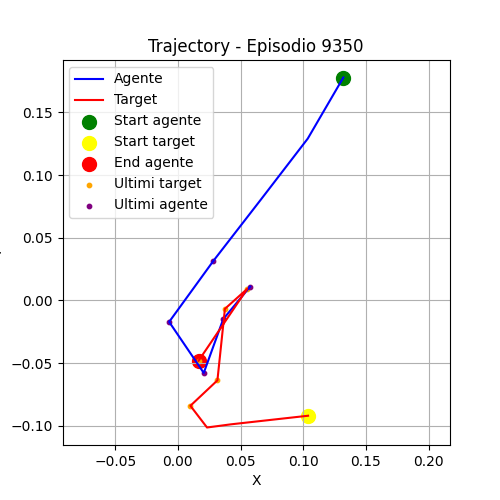 Trajectory - Episodio 9350
Agente
Target
Start agente
Start target
End agente
Ultimi target
Ultimi agente
0.15
0.10
0.05
0.00
−0.05
−0.10
−0.05
0.00
0.05
0.10
0.15
0.20
X